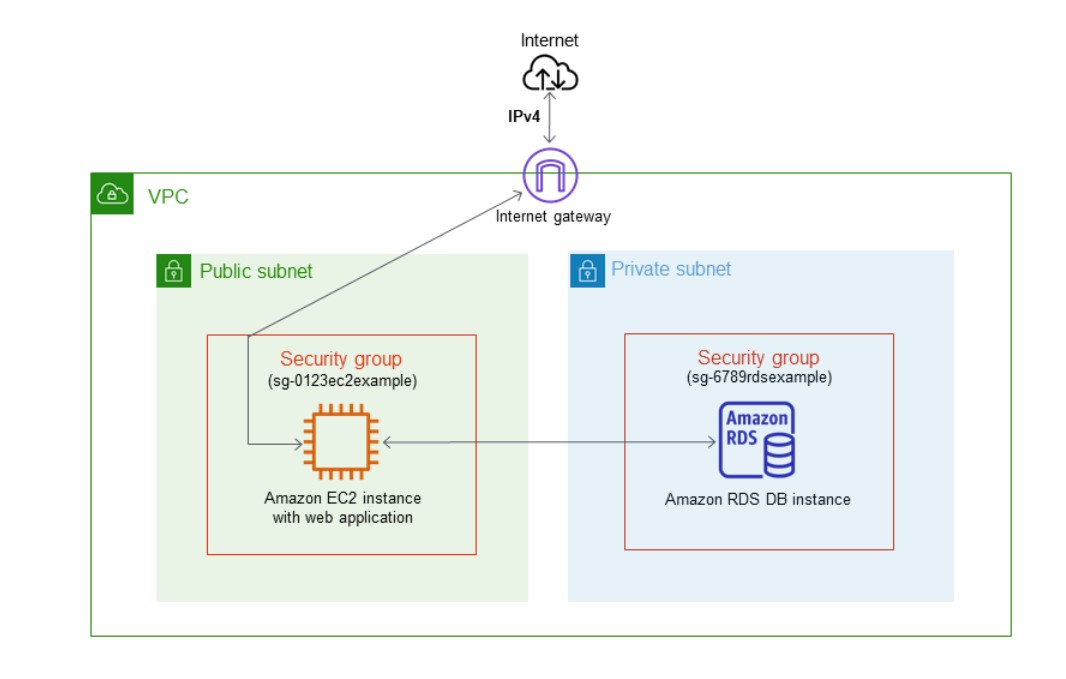 Internet
IPv4
VPC
Internet gateway
Public subnet
Security group
(sg-0123ec2example)
Amazon EC2 instance
with web application
Private subnet
Security group
(sg-6789rdsexample)
Amazon
RDS
Amazon RDS DB instance